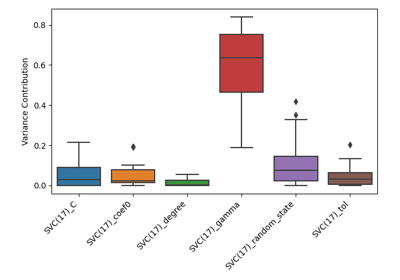 0.8
0.6
0.4
0.2
0.0
Variance Contribution
SVC(17)_C
SVC(17)_coef0
SVC(17)_degree
SVC(17)_gamma
SVC(17)_random_state
SVC(17)_tol